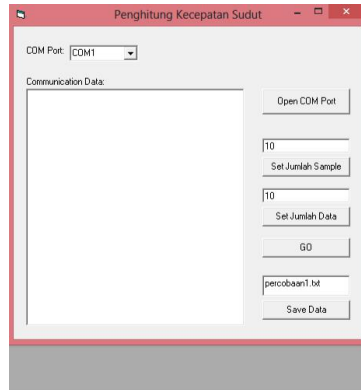 Penghitung Kecepatan Sudut
COM Port:
COM1
Communication Data:
Open COM Port
10
Set Jumlah Sample
10
Set Jumlah Data
GO
percobaan1.txt
Save Data